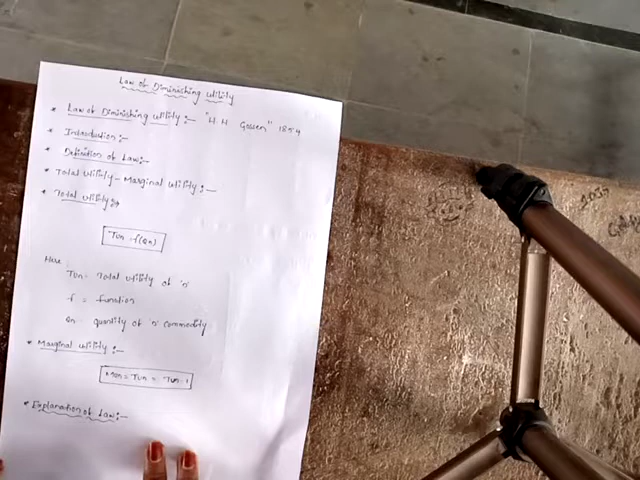 Law of Diminishing utility
* Law of Diminishing utility :- "H.H Gossen" 1854
* Introduction :-
* Definition of Law :-
* Total utility - Marginal utility :-
* Total utility :-
TUn = f(Qn)
Here
TUn = Total utility of 'n'
f = function
Qn quantity of n commodity
* Marginal utility :-
MUn = TUn - TUn-1
* Explanation of Law :-